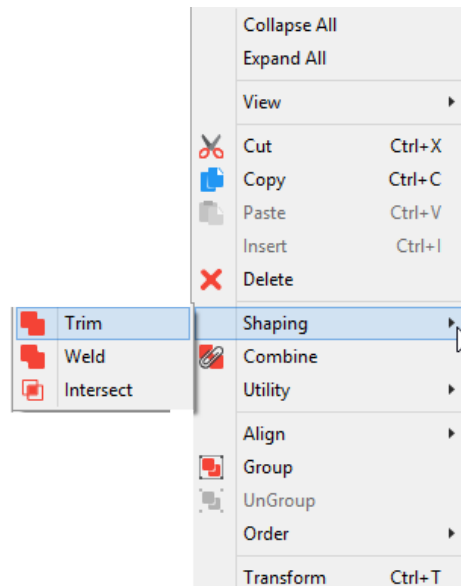 Collapse All
Expand All
View
Cut Ctrl+X
Copy Ctrl+C
Paste Ctrl+V
Insert Ctrl+I
Delete
Trim
Weld
Intersect
Shaping
Combine
Utility
Align
Group
UnGroup
Order
Transform Ctrl+T